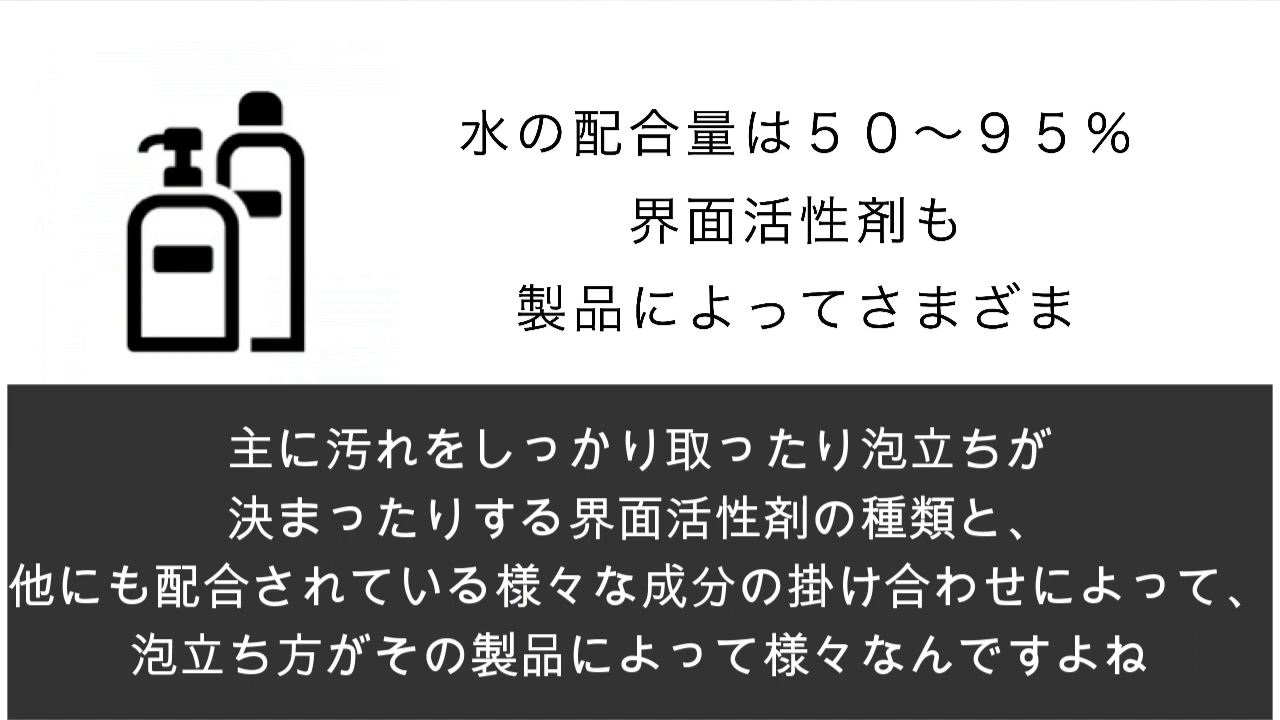 水の配合量は５０～９５％
界面活性剤も
製品によってさまざま
主に汚れをしっかり取ったり泡立ちが
決まったりする界面活性剤の種類と、
他にも配合されている様々な成分の掛け合わせによって、
泡立ち方がその製品によって様々なんですよね